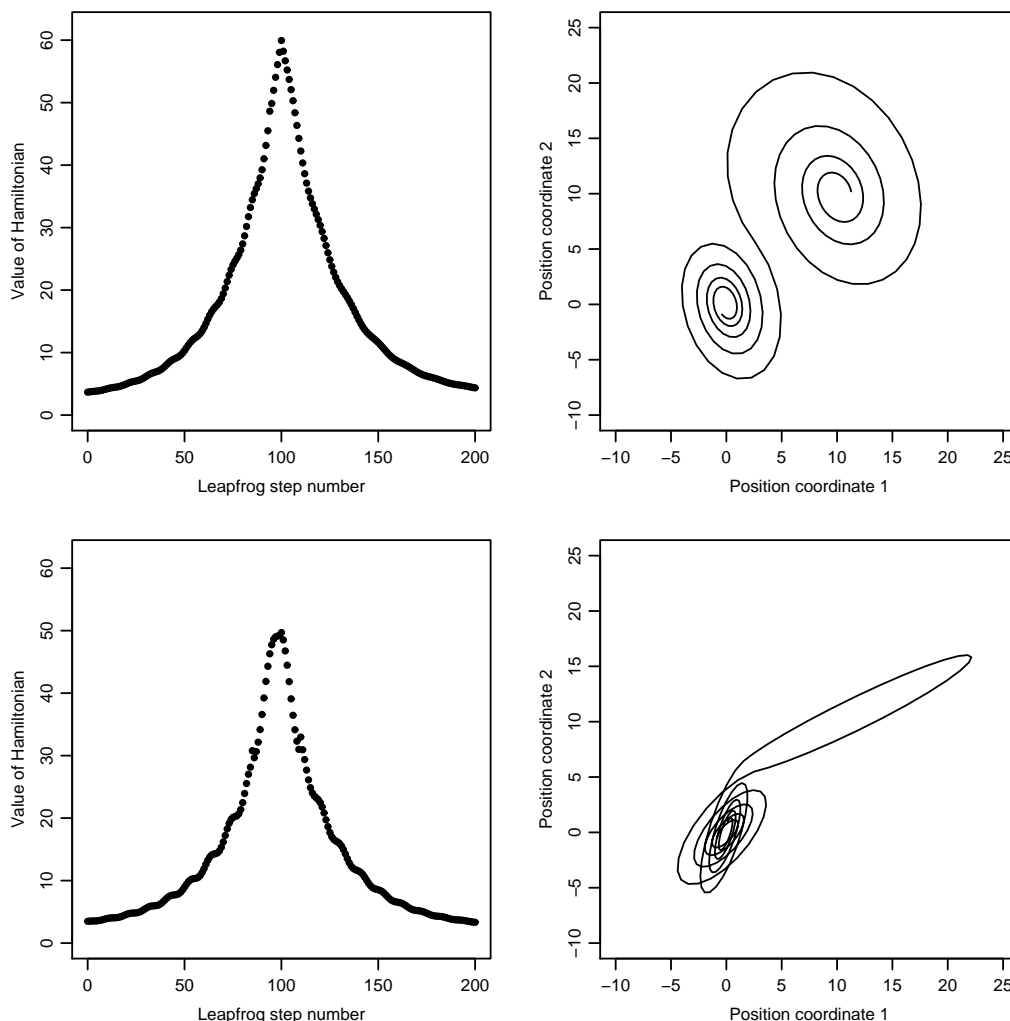 Value of Hamiltonian
0 10 20 30 40 50 60
0 50 100 150 200
Leapfrog step number
Position coordinate 2
−10 −5 0 5 10 15 20 25
−10 −5 0 5 10 15 20 25
Position coordinate 1
Value of Hamiltonian
0 10 20 30 40 50 60
0 50 100 150 200
Leapfrog step number
Position coordinate 2
−10 −5 0 5 10 15 20 25
−10 −5 0 5 10 15 20 25
Position coordinate 1